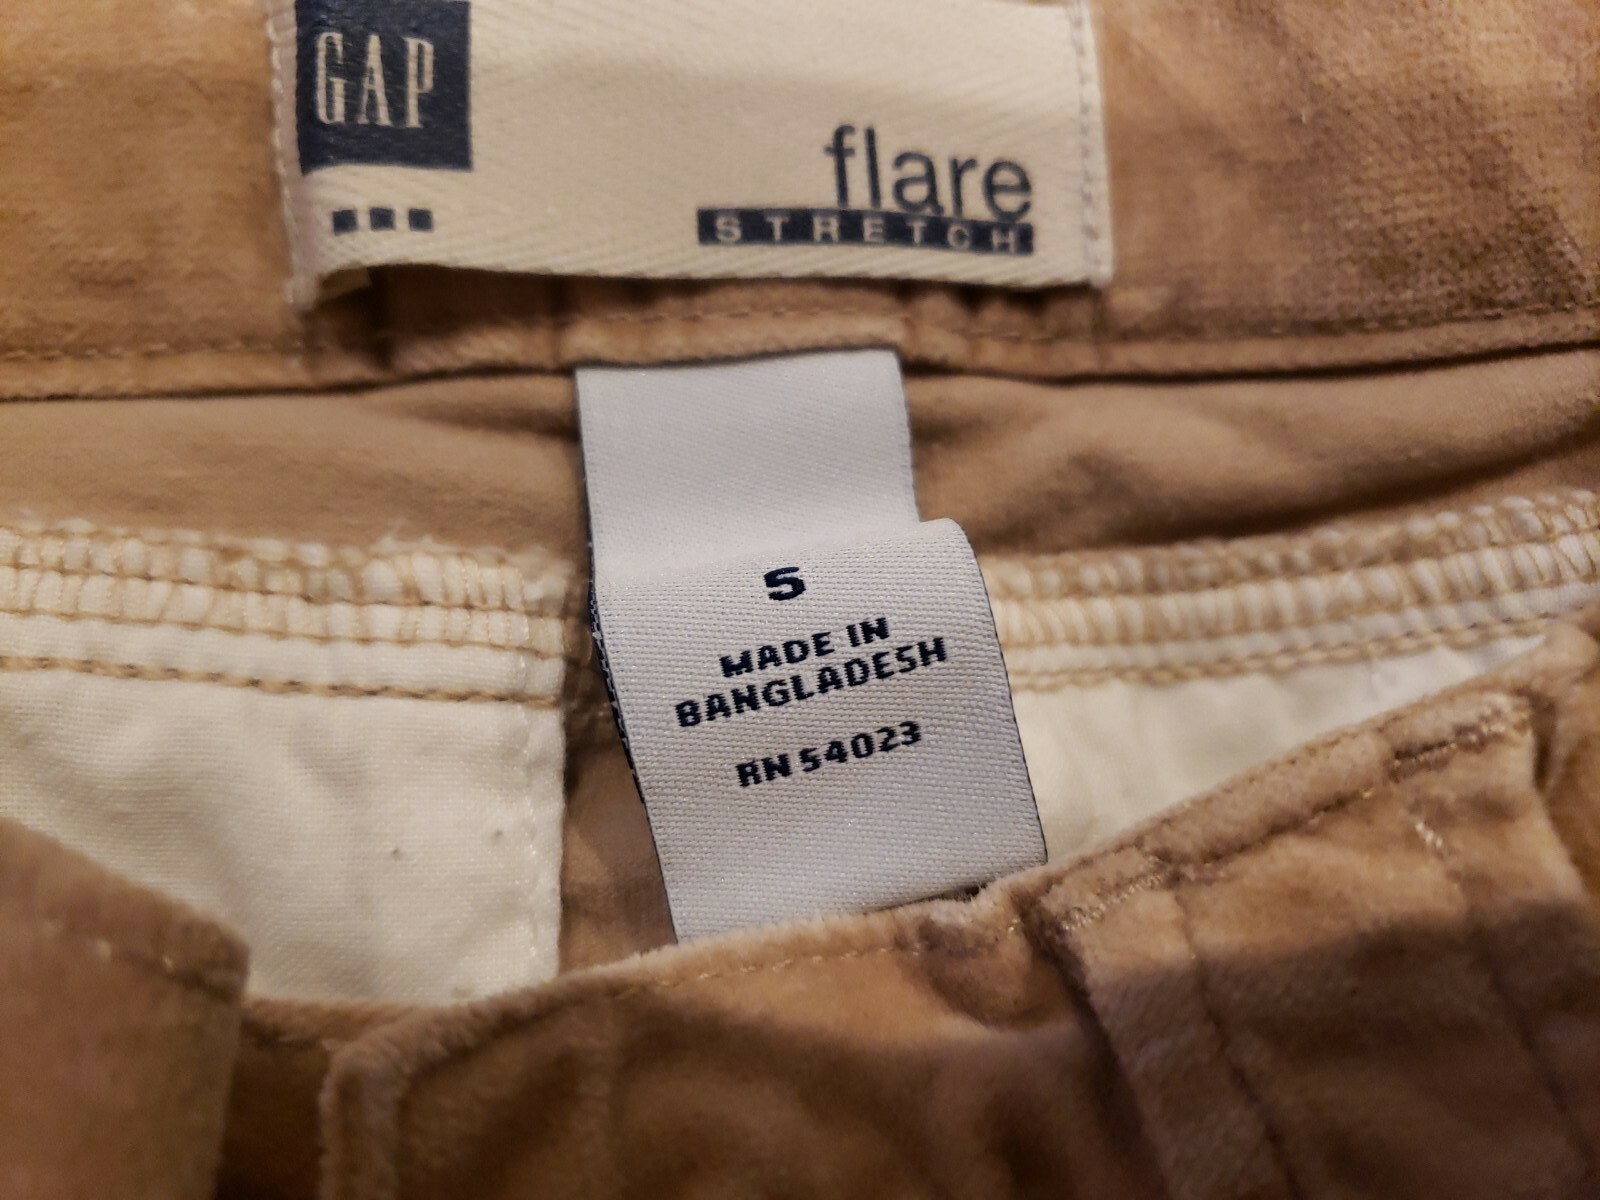 GAP
flare
STRETCH
S
MADE IN
BANGLADESH
RN 54023